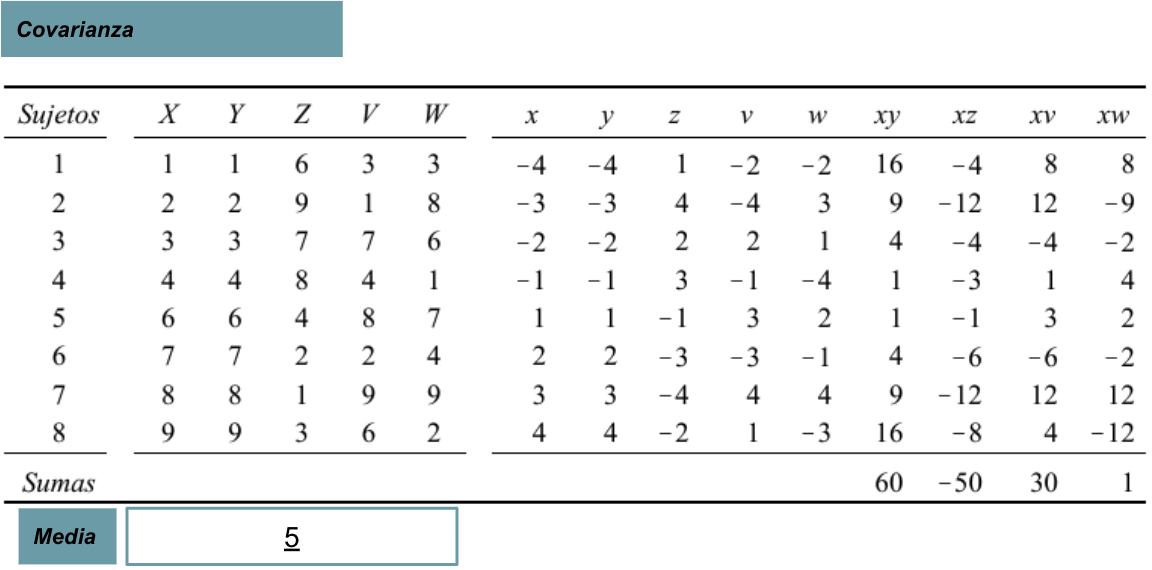 Covarianza
Sujetos X Y Z V W x y z v w xy xz xv xw
1 1 1 6 3 3 −4 −4 1 −2 −2 16 −4 8 8
2 2 2 9 1 8 −3 −3 4 −4 3 9 −12 12 −9
3 3 3 7 7 6 −2 −2 2 2 1 4 −4 −4 −2
4 4 4 8 4 1 −1 −1 3 −1 −4 1 −3 1 4
5 6 6 4 8 7 1 1 −1 3 2 1 −1 3 2
6 7 7 2 2 4 2 2 −3 −3 −1 4 −6 −6 −2
7 8 8 1 9 9 3 3 −4 4 4 9 −12 12 12
8 9 9 3 6 2 4 4 −2 1 −3 16 −8 4 −12
Sumas 60 −50 30 1
Media 5